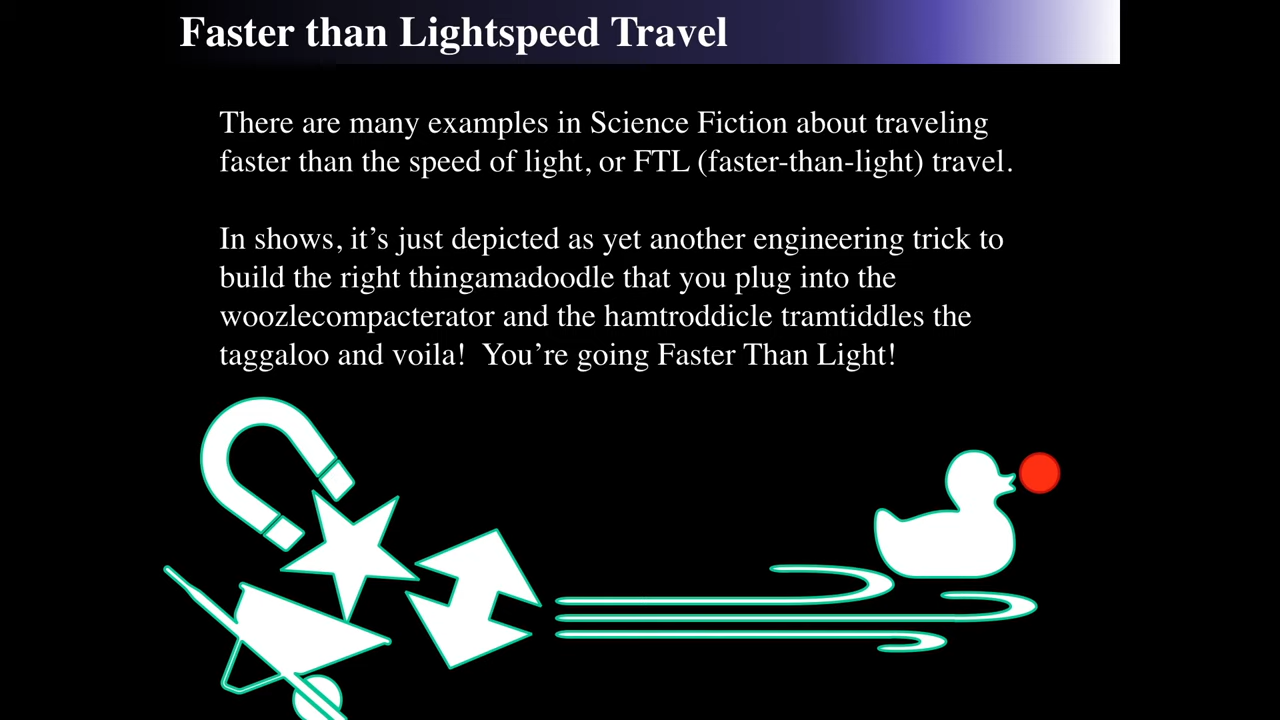 Faster than Lightspeed Travel
There are many examples in Science Fiction about traveling
faster than the speed of light, or FTL (faster-than-light) travel.
In shows, it’s just depicted as yet another engineering trick to
build the right thingamadoodle that you plug into the
woozlecompacterator and the hamtroddicle tramtiddles the
taggaloo and voila!  You’re going Faster Than Light!